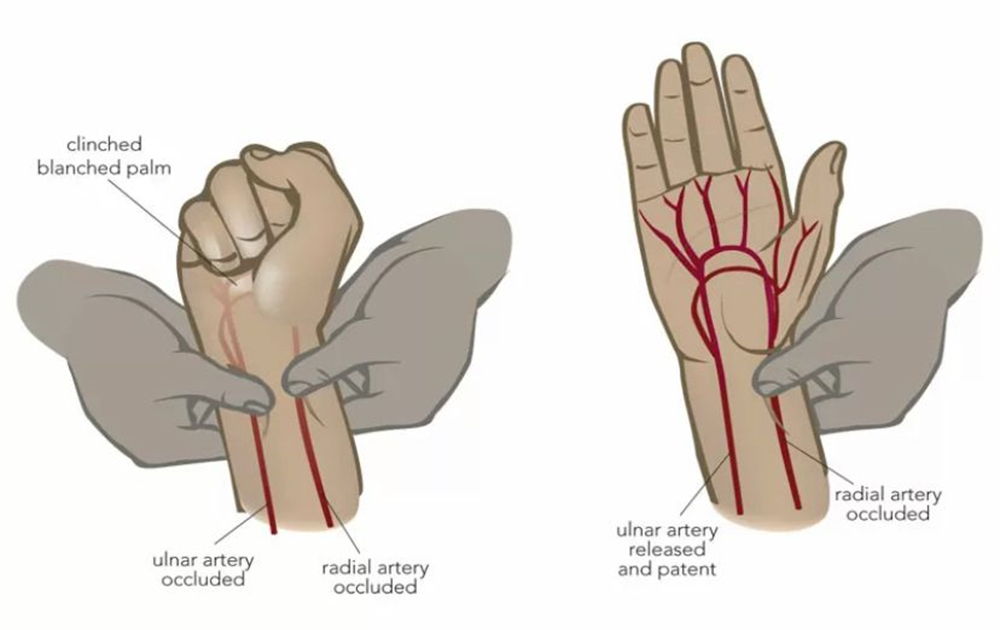 clinched
blanched palm
ulnar artery
occluded
radial artery
occluded
ulnar artery
released
and patent
radial artery
occluded